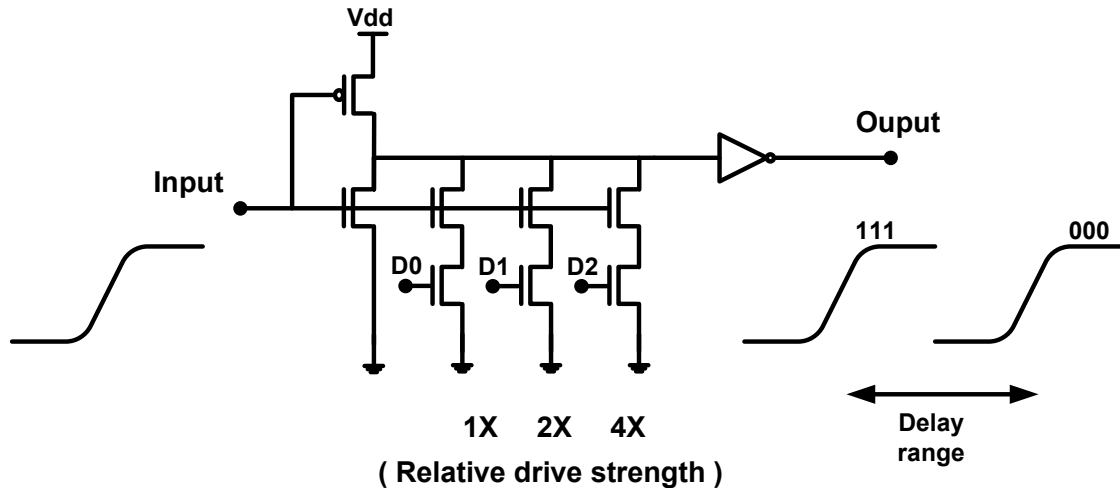 Vdd
Ouput
Input
111
000
D0
D1
D2
Delay
range
1X 2X 4X
( Relative drive strength )